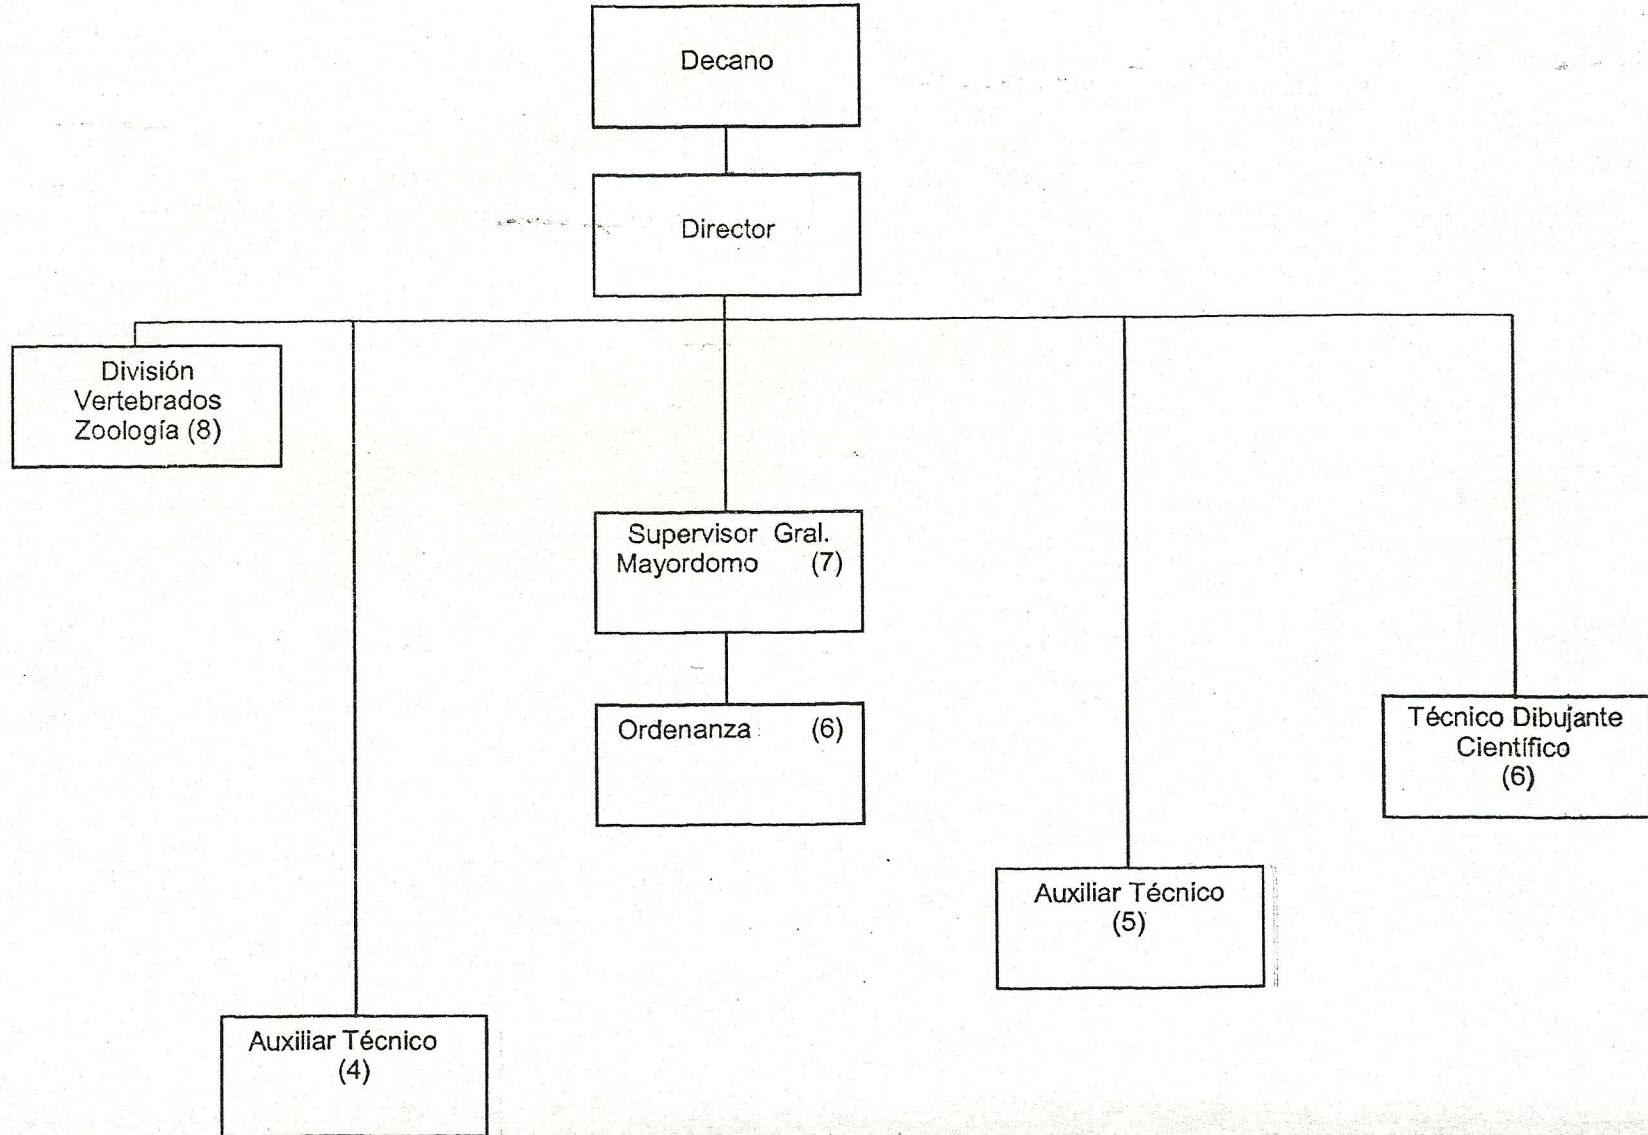 Decano
Director
División
Vertebrados
Zoología (8)
Supervisor Gral.
Mayordomo (7)
Ordenanza (6)
Técnico Dibujante
Científico
(6)
Auxiliar Técnico
(5)
Auxiliar Técnico
(4)